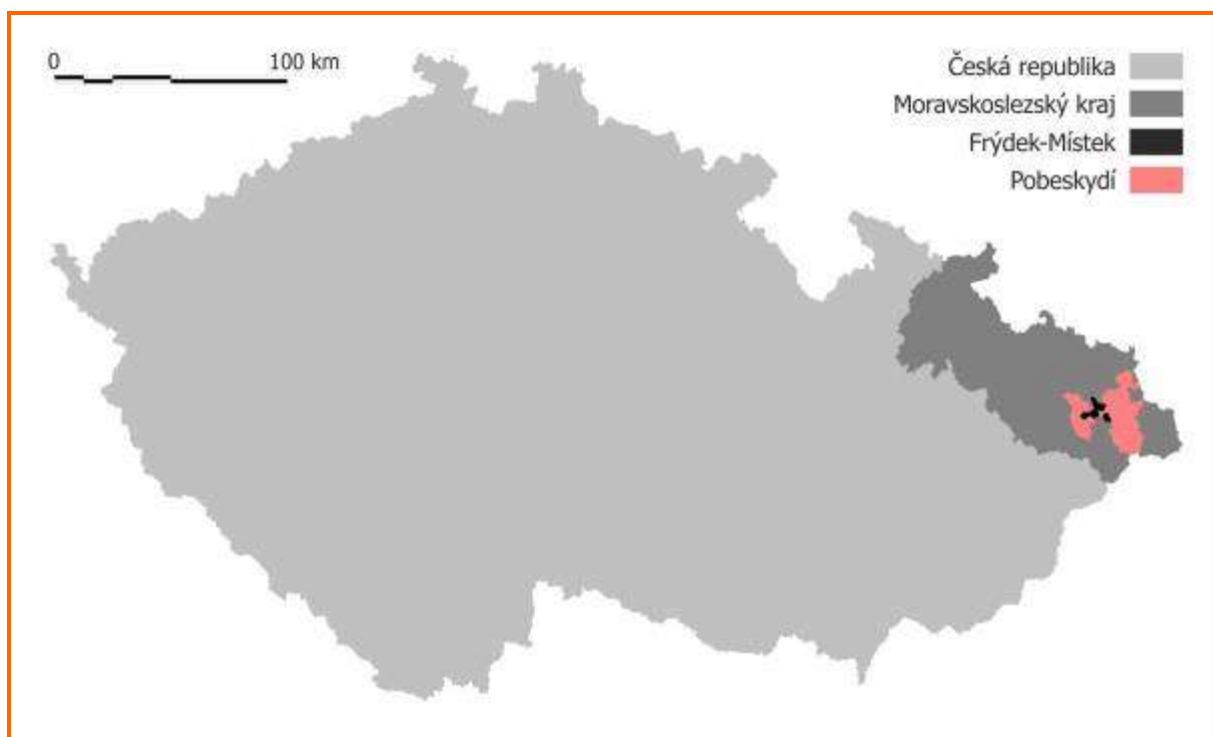 0 100 km
Česká republika
Moravskoslezský kraj
Frýdek-Místek
Pobeskydí